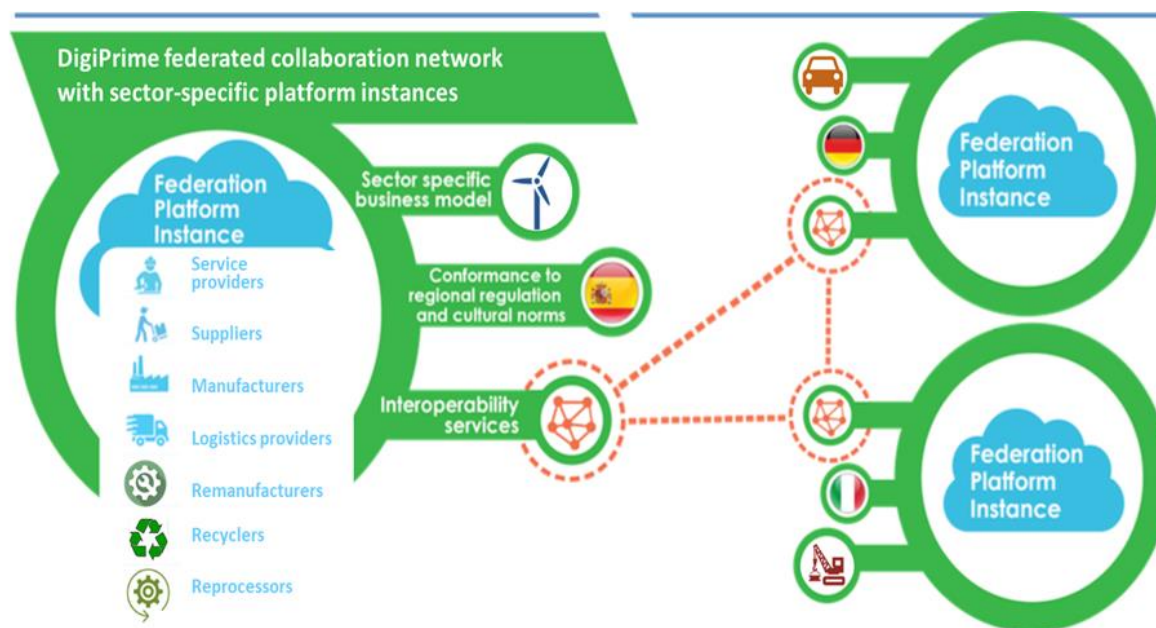 DigiPrime federated collaboration network
with sector-specific platform instances
Federation
Platform
Instance
Service
providers
Suppliers
Manufacturers
Logistics providers
Remanufacturers
Recyclers
Reprocessors
Sector specific
business model
Conformance to
regional regulation
and cultural norms
Interoperability
services
Federation
Platform
Instance
Federation
Platform
Instance